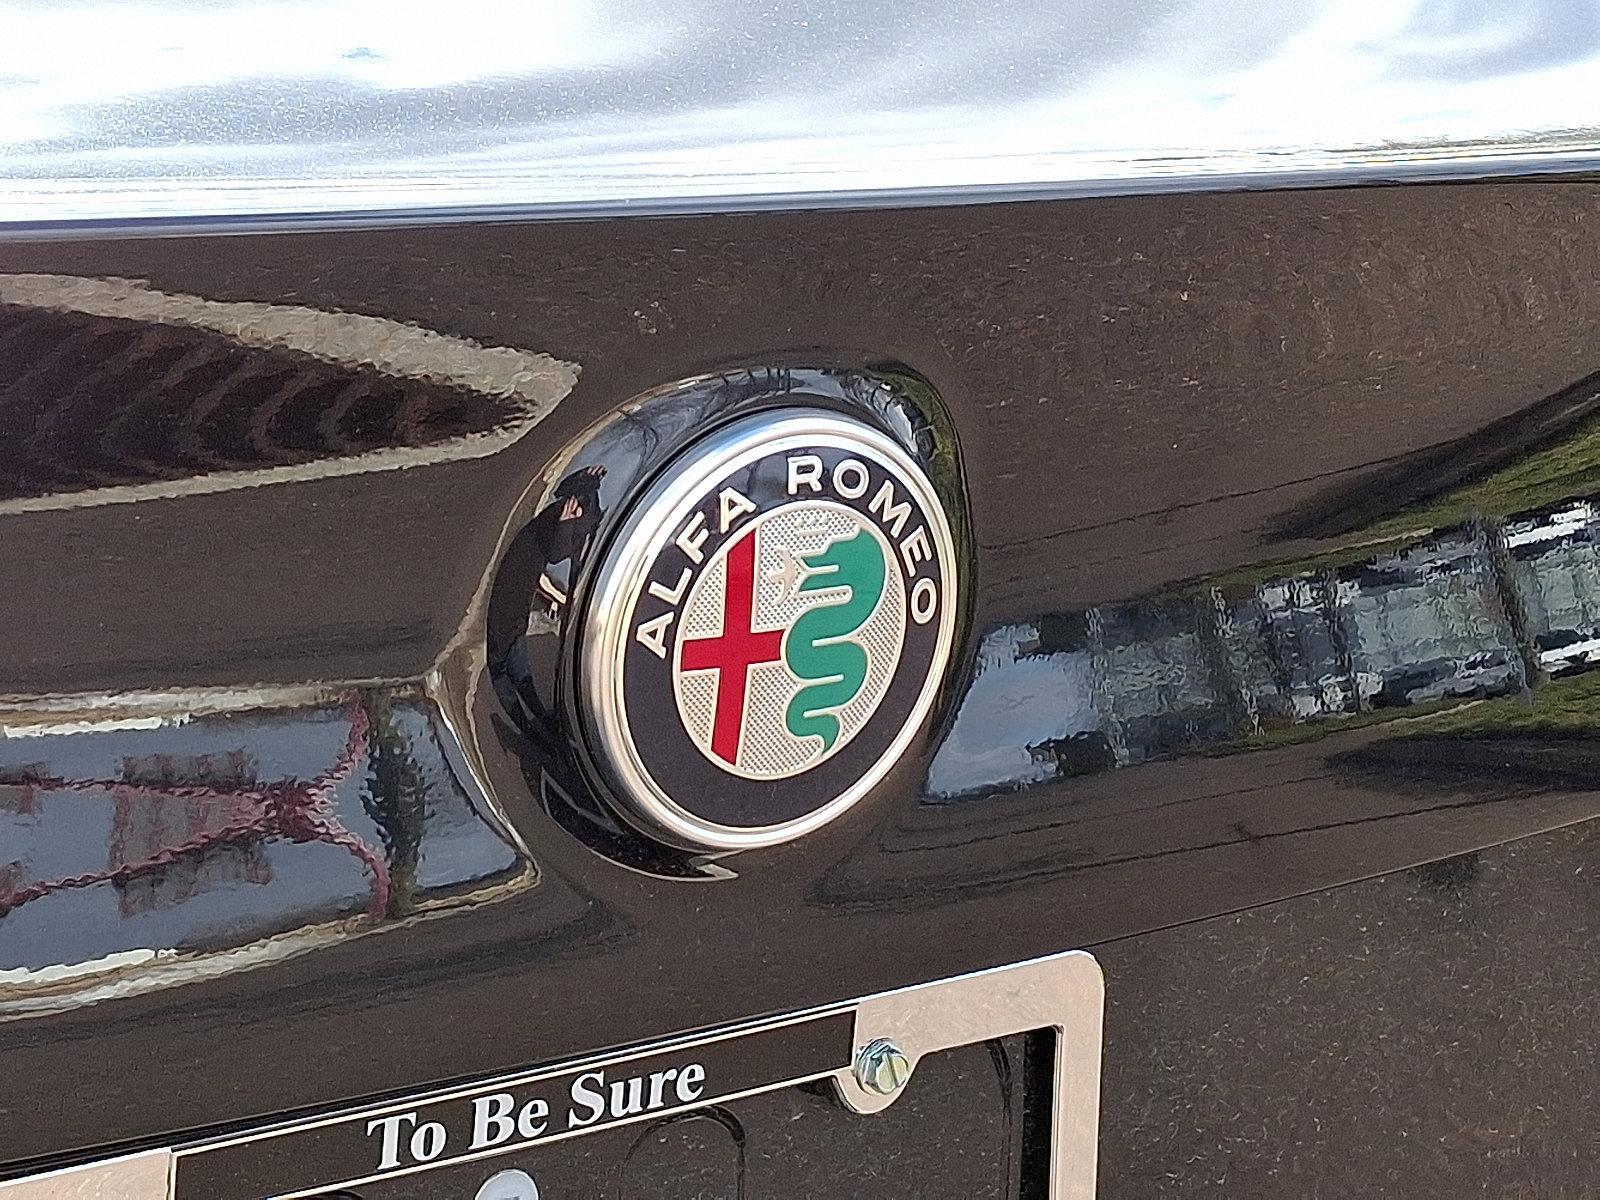 ALFA ROMEO
To Be Sure